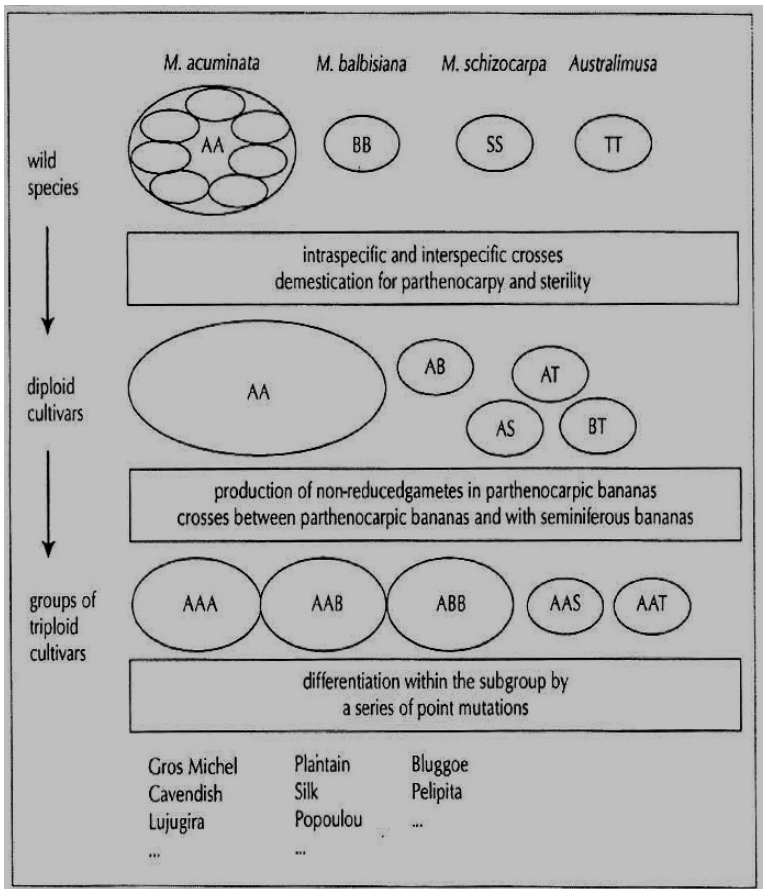 M. acuminata M. balbisiana M. schizocarpa Australimusa
AA BB SS TT
wild
species
intraspecific and interspecific crosses
demestication for parthenocarpy and sterility
AA AB AT
AS BT
diploid
cultivars
production of non-reducedgametes in parthenocarpic bananas
crosses between parthenocarpic bananas and with seminiferous bananas
AAA AAB ABB AAS AAT
groups of
triploid
cultivars
differentiation within the subgroup by
a series of point mutations
Gros Michel Plantain Bluggoe
Cavendish Silk Pelipita
Lujugira Popoulou ...
... ...